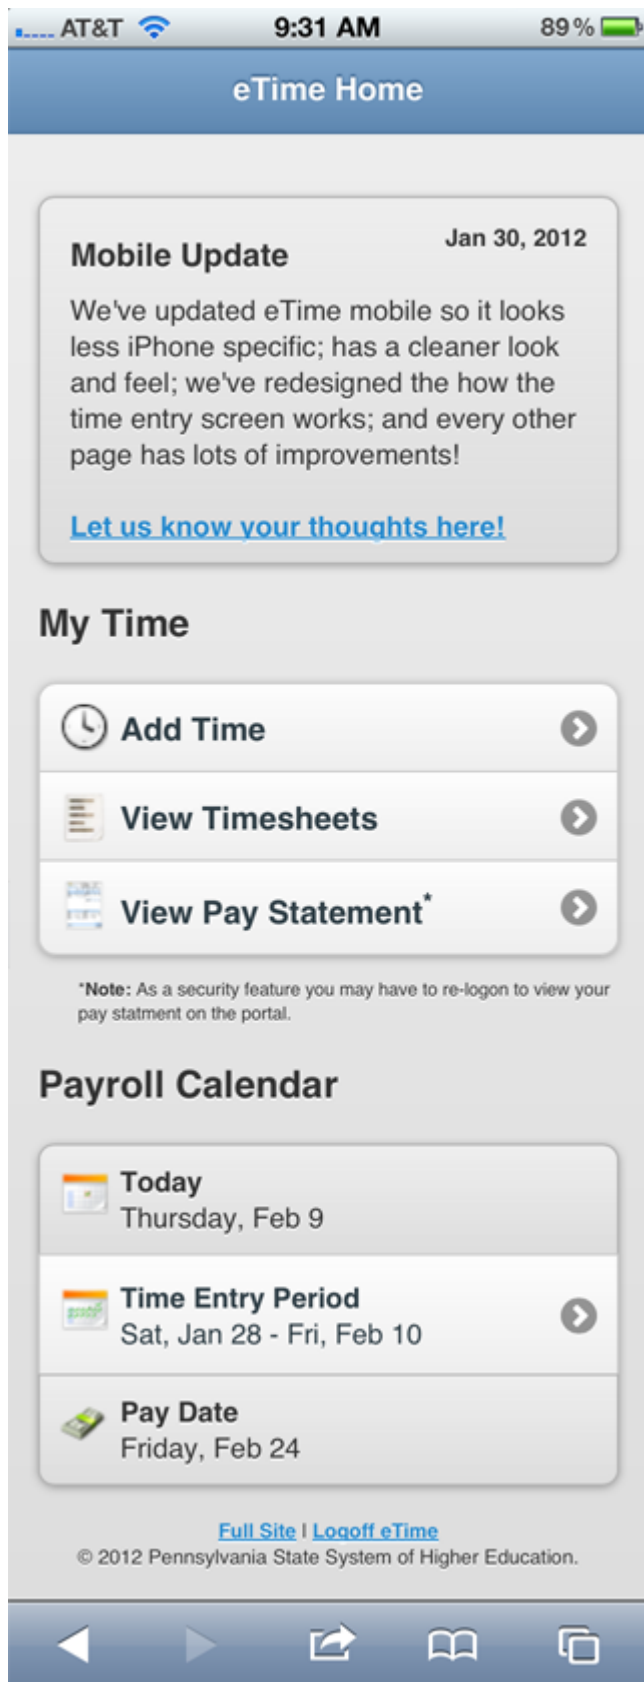 AT&T 9:31 AM 89%
eTime Home
Jan 30, 2012
Mobile Update
We've updated eTime mobile so it looks
less iPhone specific; has a cleaner look
and feel; we've redesigned the how the
time entry screen works; and every other
page has lots of improvements!
Let us know your thoughts here!
My Time
Add Time
View Timesheets
View Pay Statement*
*Note: As a security feature you may have to re-logon to view your
pay statment on the portal.
Payroll Calendar
Today
Thursday, Feb 9
Time Entry Period
Sat, Jan 28 - Fri, Feb 10
Pay Date
Friday, Feb 24
Full Site | Logoff eTime
© 2012 Pennsylvania State System of Higher Education.